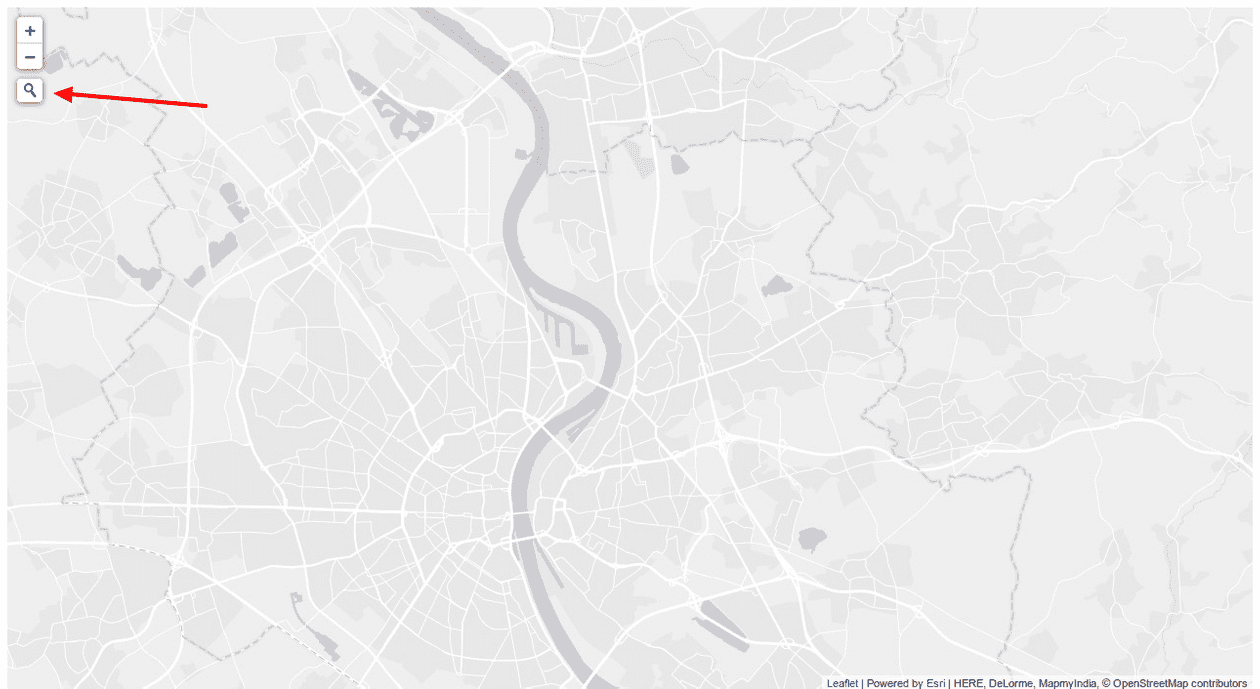 +
−
Leaflet | Powered by Esri | HERE, DeLorme, MapmyIndia, © OpenStreetMap contributors